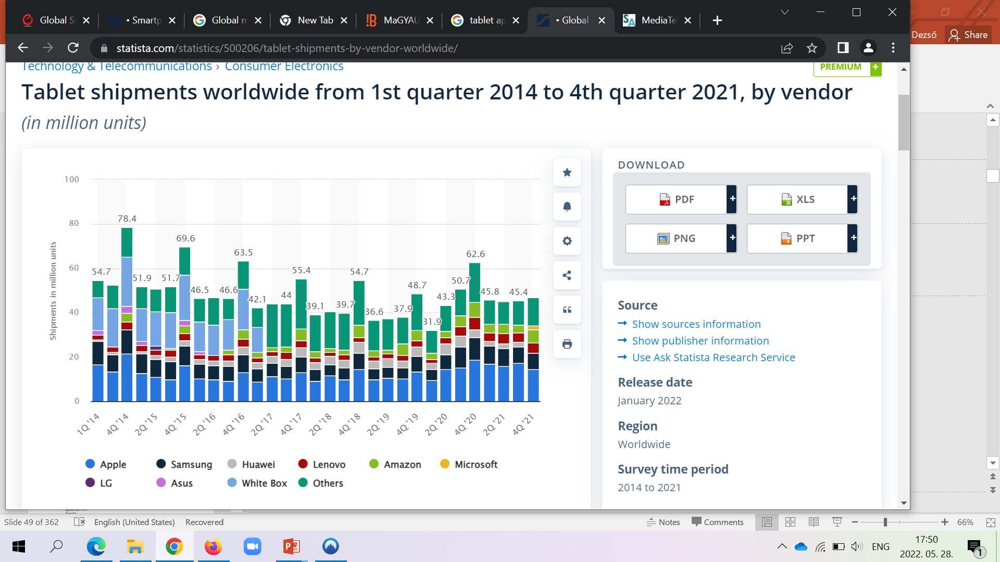 Global S
• Smartp
Global m
New Tab
MaGYAU
tablet ap
• Global
MediaTe
Dezső
Share
statista.com/statistics/500206/tablet-shipments-by-vendor-worldwide/
Technology & Telecommunications › Consumer Electronics
PREMIUM +
Tablet shipments worldwide from 1st quarter 2014 to 4th quarter 2021, by vendor
(in million units)
Shipments in million units
100
80
60
40
20
0
54.7
78.4
51.9
51.7
69.6
46.5
46.6
63.5
42.1
44
55.4
39.1
39.7
54.7
36.6
37.9
48.7
31.9
43.3
50.7
62.6
45.8
45.4
1Q '14
4Q '14
2Q '15
4Q '15
2Q '16
4Q '16
2Q '17
4Q '17
2Q '18
4Q '18
2Q '19
4Q '19
2Q '20
4Q '20
2Q '21
4Q '21
Apple Samsung Huawei Lenovo Amazon Microsoft
LG Asus White Box Others
DOWNLOAD
PDF + XLS +
PNG + PPT +
Source
Show sources information
Show publisher information
Use Ask Statista Research Service
Release date
January 2022
Region
Worldwide
Survey time period
2014 to 2021
Slide 49 of 362 English (United States) Recovered Notes Comments 66%
ENG
17:50
2022. 05. 28.
1